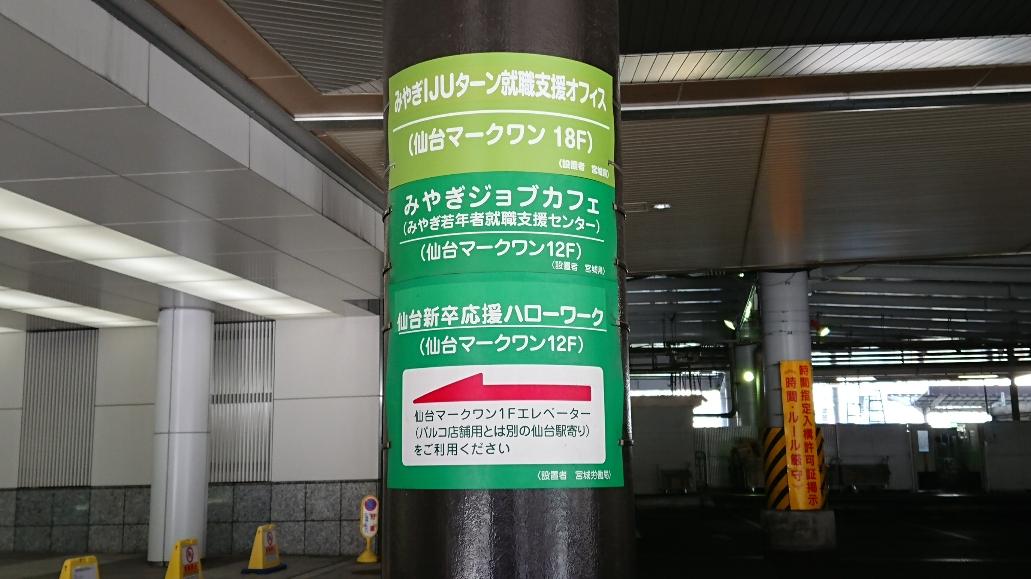 みやぎIJUターン就職支援オフィス
(仙台マークワン 18F)
(設置者 宮城県)
みやぎジョブカフェ
(みやぎ若年者就職支援センター)
(仙台マークワン12F)
(設置者 宮城県)
仙台新卒応援ハローワーク
(仙台マークワン12F)
仙台マークワン1Fエレベーター
(パルコ店舗用とは別の仙台駅寄り)
をご利用ください
(設置者 宮城労働局)
時間指定入構許可証掲示
(時間・ルール厳守)